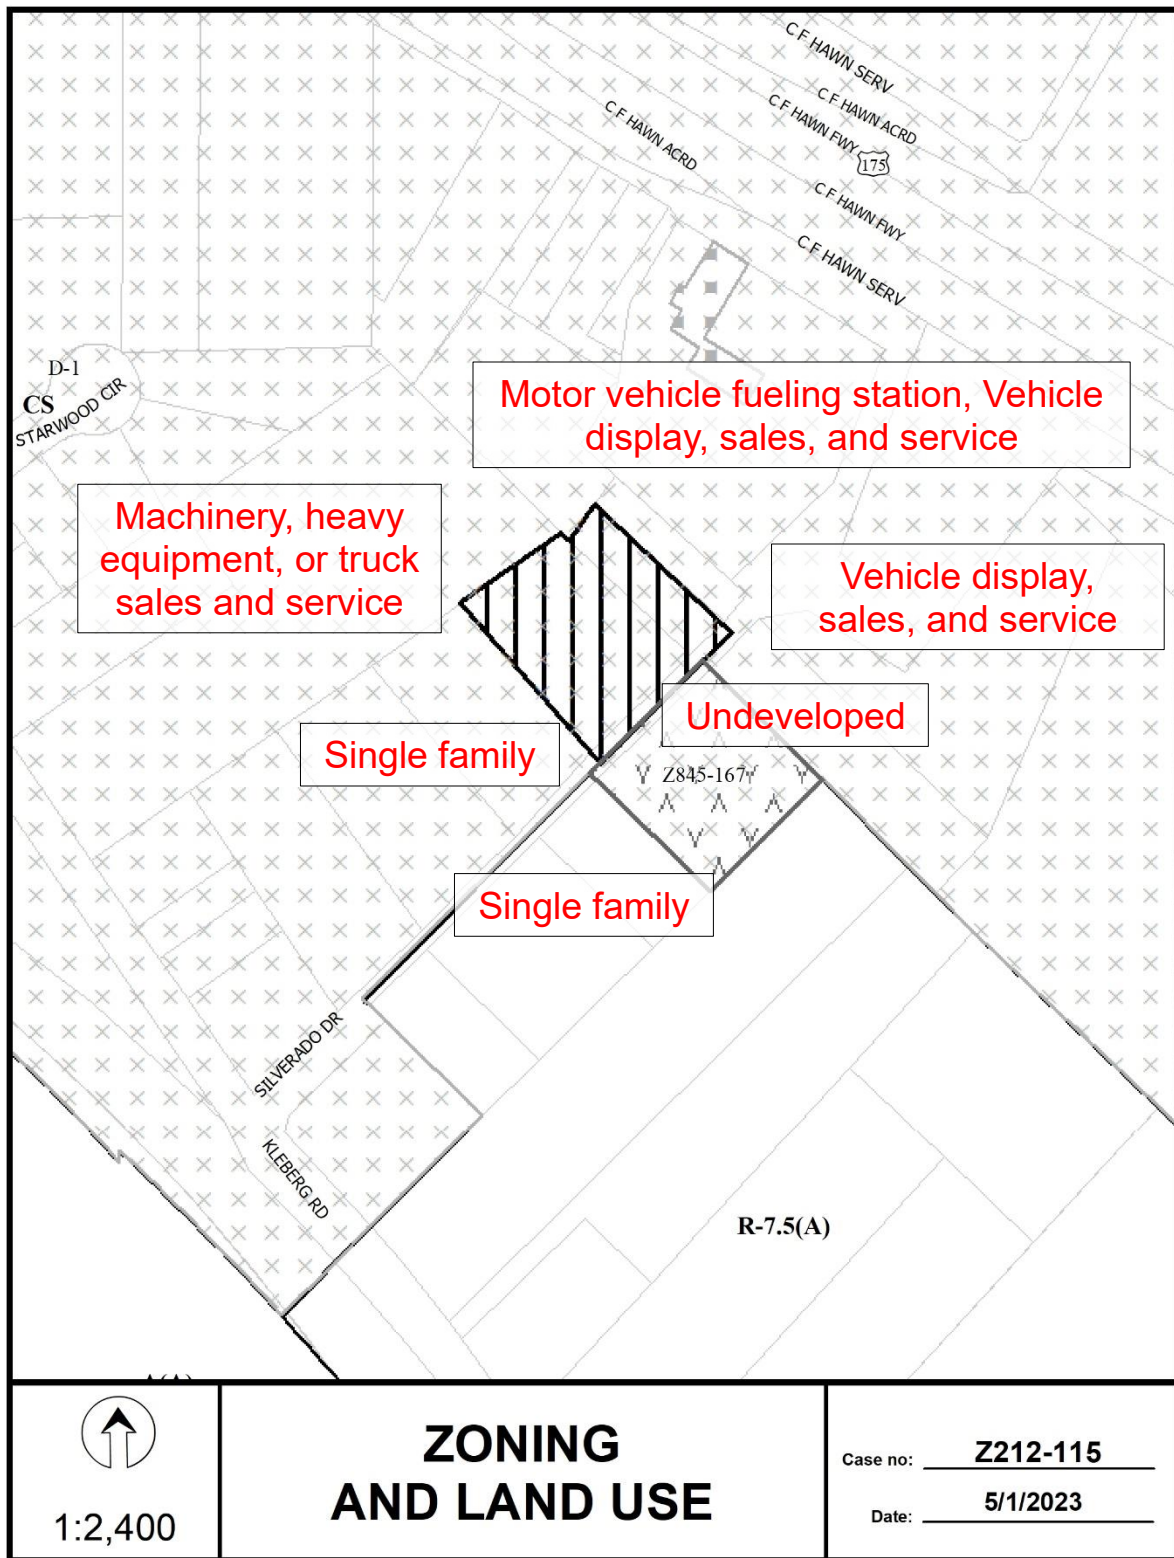 C F HAWN SERV
C F HAWN ACRD
C F HAWN FWY
175
C F HAWN ACRD
C F HAWN FWY
C F HAWN SERV
D-1
CS
STARWOOD CIR
Motor vehicle fueling station, Vehicle
display, sales, and service
Machinery, heavy
equipment, or truck
sales and service
Vehicle display,
sales, and service
Undeveloped
Single family
Z845-167
Single family
SILVERADO DR
KLEBERG RD
R-7.5(A)
1:2,400
ZONING
AND LAND USE
Case no: Z212-115
Date: 5/1/2023